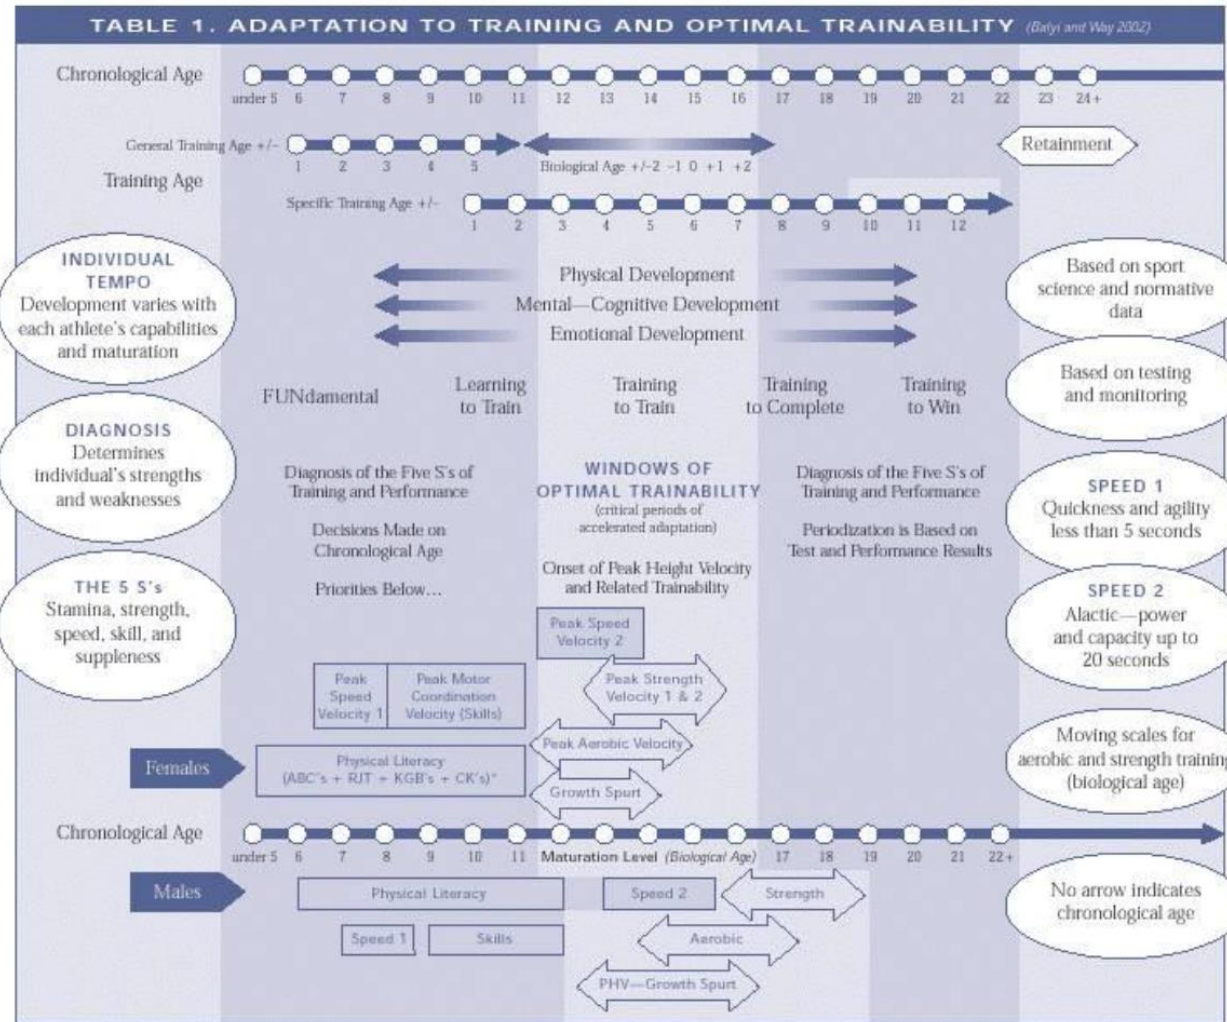 TABLE 1. ADAPTATION TO TRAINING AND OPTIMAL TRAINABILITY (Balyi and Way 2002)
Chronological Age
under 5 6 7 8 9 10 11 12 13 14 15 16 17 18 19 20 21 22 23 24+
General Training Age +/–
1 2 3 4 5
Biological Age +/–2 –1 0 +1 +2
Retainment
Training Age
Specific Training Age +/–
1 2 3 4 5 6 7 8 9 10 11 12
INDIVIDUAL
TEMPO
Development varies with
each athlete's capabilities
and maturation
Physical Development
Mental—Cognitive Development
Emotional Development
Based on sport
science and normative
data
FUNdamental
Learning
to Train
Training
to Train
Training
to Complete
Training
to Win
Based on testing
and monitoring
DIAGNOSIS
Determines
individual's strengths
and weaknesses
Diagnosis of the Five S's of
Training and Performance
Decisions Made on
Chronological Age
Priorities Below…
WINDOWS OF
OPTIMAL TRAINABILITY
(critical periods of
accelerated adaptation)
Onset of Peak Height Velocity
and Related Trainability
Diagnosis of the Five S's of
Training and Performance
Periodization is Based on
Test and Performance Results
SPEED 1
Quickness and agility
less than 5 seconds
THE 5 S's
Stamina, strength,
speed, skill, and
suppleness
SPEED 2
Alactic—power
and capacity up to
20 seconds
Peak Speed
Velocity 2
Peak
Speed
Velocity 1
Peak Motor
Coordination
Velocity (Skills)
Peak Strength
Velocity 1 & 2
Peak Aerobic Velocity
Females
Physical Literacy
(ABC's + RJT + KGB's + CK's)*
Growth Spurt
Moving scales for
aerobic and strength training
(biological age)
Chronological Age
under 5 6 7 8 9 10 11 Maturation Level (Biological Age) 17 18 19 20 21 22+
Males
Physical Literacy
Speed 2
Strength
Speed 1
Skills
Aerobic
PHV—Growth Spurt
No arrow indicates
chronological age